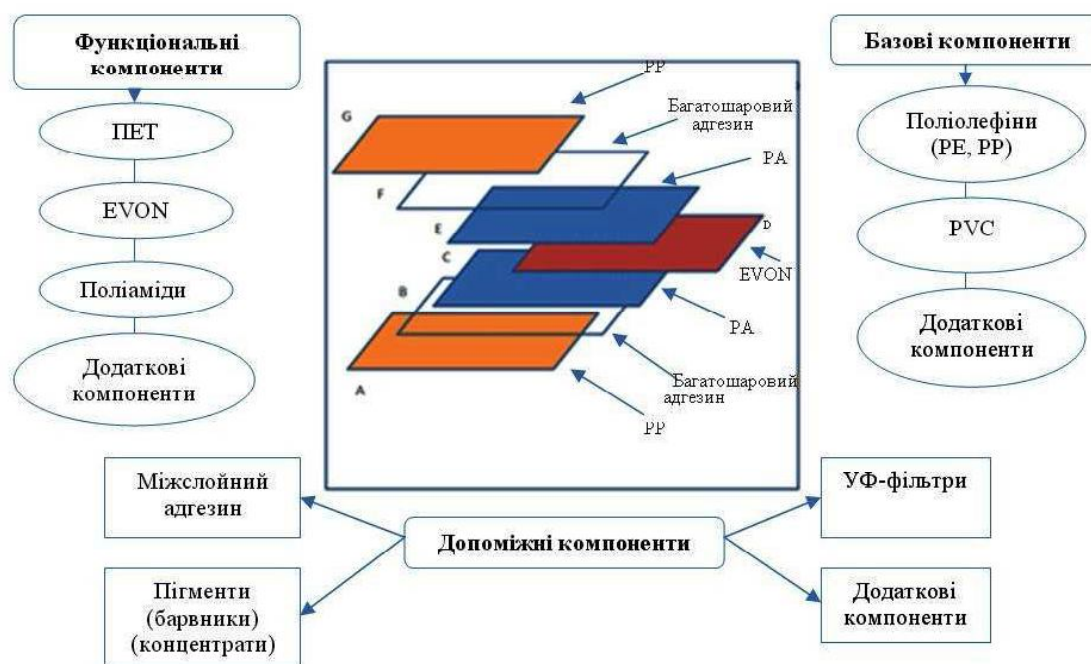 Функціональні
компоненти
ПЕТ
EVON
Поліаміди
Додаткові
компоненти
PP
Багатошаровий
адгезин
PA
G
F
E
D
C
EVON
B
PA
Багатошаровий
адгезин
A
PP
Базові компоненти
Поліолефіни
(PE, PP)
PVC
Додаткові
компоненти
Міжслойний
адгезин
УФ-фільтри
Допоміжні компоненти
Пігменти
(барвники)
(концентрати)
Додаткові
компоненти